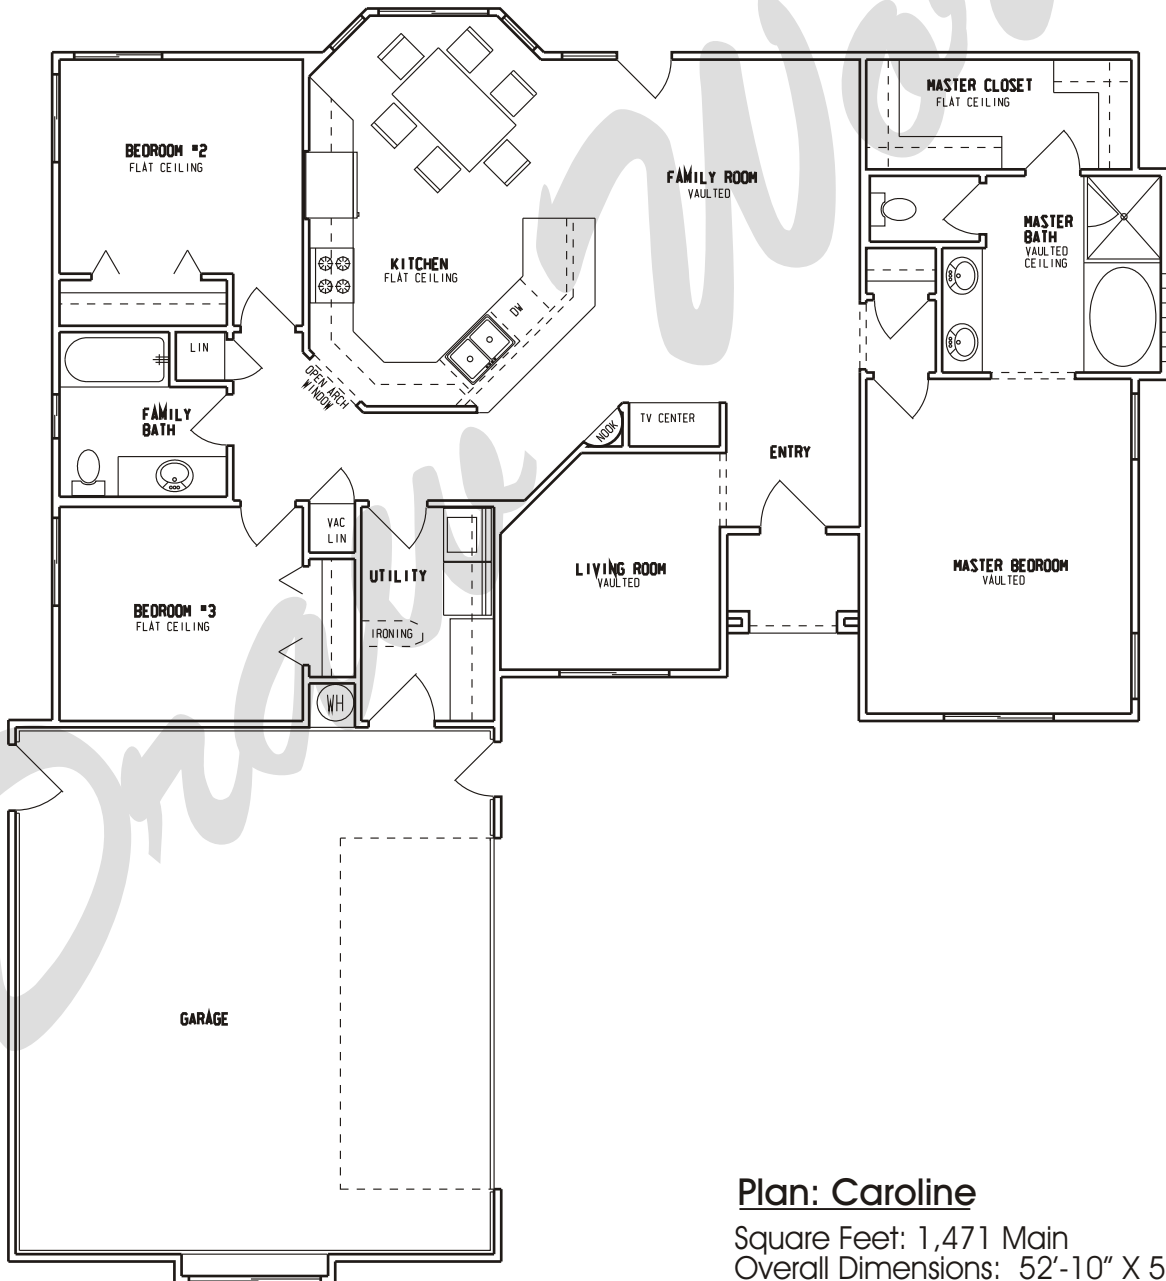 MASTER CLOSET
FLAT CEILING
BEDROOM #2
FLAT CEILING
FAMILY ROOM
VAULTED
MASTER
BATH
VAULTED
CEILING
KITCHEN
FLAT CEILING
DW
LIN
OPEN ARCH
WINDOW
FAMILY
BATH
NOOK
TV CENTER
ENTRY
VAC
LIN
UTILITY
LIVING ROOM
VAULTED
MASTER BEDROOM
VAULTED
BEDROOM #3
FLAT CEILING
IRONING
WH
GARAGE
Draw Wor
Plan: Caroline
Square Feet: 1,471 Main
Overall Dimensions: 52'-10" X 5